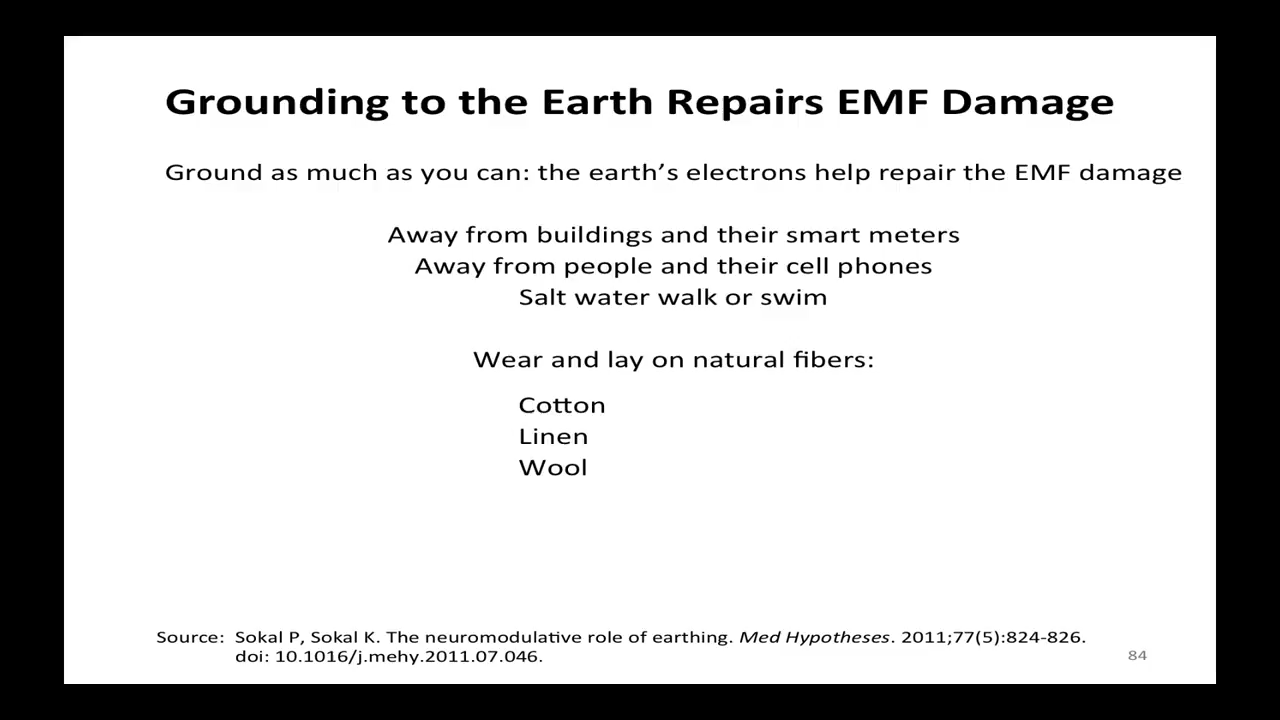 Grounding to the Earth Repairs EMF Damage
Ground as much as you can: the earth’s electrons help repair the EMF damage
Away from buildings and their smart meters
Away from people and their cell phones
Salt water walk or swim
Wear and lay on natural fibers:
Cotton
Linen
Wool
Source: Sokal P, Sokal K. The neuromodulative role of earthing. Med Hypotheses. 2011;77(5):824-826.
doi: 10.1016/j.mehy.2011.07.046.
84